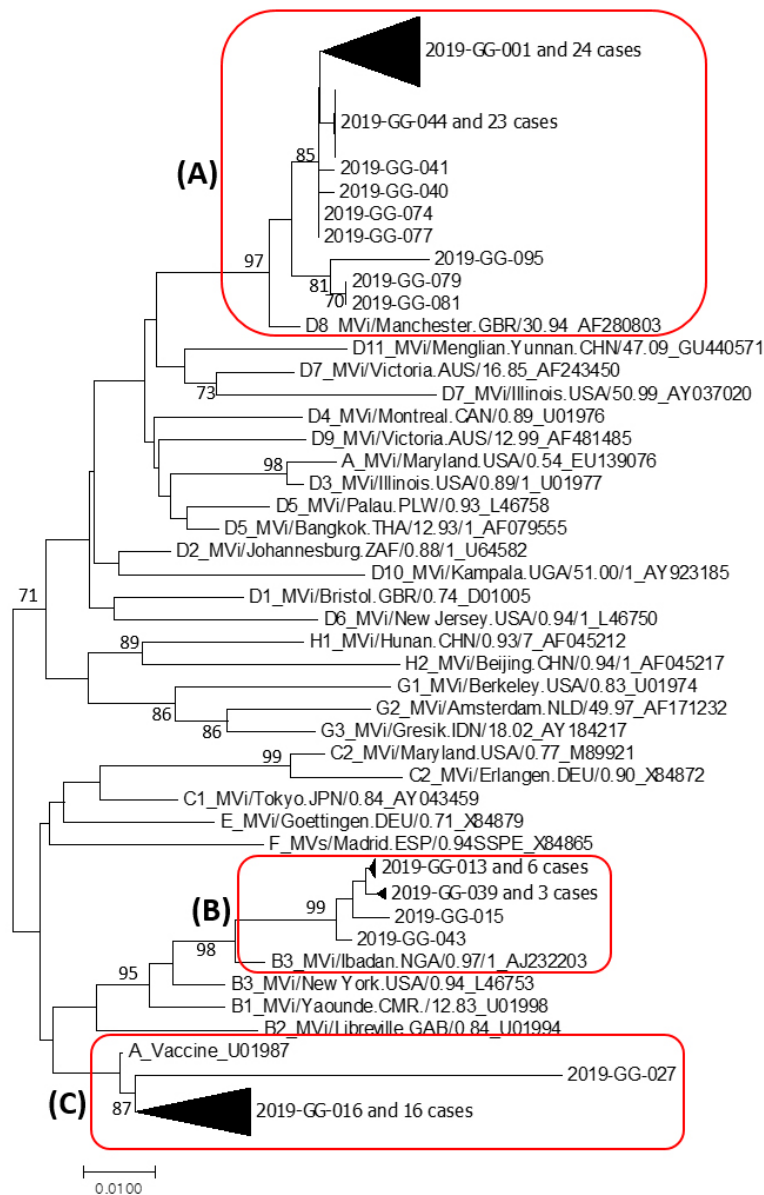 2019-GG-001 and 24 cases
2019-GG-044 and 23 cases
85
2019-GG-041
(A)
2019-GG-040
2019-GG-074
2019-GG-077
97
2019-GG-095
81
2019-GG-079
70
2019-GG-081
D8_MVi/Manchester.GBR/30.94_AF280803
D11_MVi/Menglian.Yunnan.CHN/47.09_GU440571
D7_MVi/Victoria.AUS/16.85_AF243450
73
D7_MVi/Illinois.USA/50.99_AY037020
D4_MVi/Montreal.CAN/0.89_U01976
D9_MVi/Victoria.AUS/12.99_AF481485
98
A_MVi/Maryland.USA/0.54_EU139076
D3_MVi/Illinois.USA/0.89/1_U01977
D5_MVi/Palau.PLW/0.93_L46758
D5_MVi/Bangkok.THA/12.93/1_AF079555
D2_MVi/Johannesburg.ZAF/0.88/1_U64582
D10_MVi/Kampala.UGA/51.00/1_AY923185
71
D1_MVi/Bristol.GBR/0.74_D01005
D6_MVi/New Jersey.USA/0.94/1_L46750
89
H1_MVi/Hunan.CHN/0.93/7_AF045212
H2_MVi/Beijing.CHN/0.94/1_AF045217
G1_MVi/Berkeley.USA/0.83_U01974
86
G2_MVi/Amsterdam.NLD/49.97_AF171232
86
G3_MVi/Gresik.IDN/18.02_AY184217
99
C2_MVi/Maryland.USA/0.77_M89921
C2_MVi/Erlangen.DEU/0.90_X84872
C1_MVi/Tokyo.JPN/0.84_AY043459
E_MVi/Goettingen.DEU/0.71_X84879
F_MVs/Madrid.ESP/0.94SSPE_X84865
2019-GG-013 and 6 cases
2019-GG-039 and 3 cases
(B)
99
2019-GG-015
98
2019-GG-043
B3_MVi/Ibadan.NGA/0.97/1_AJ232203
95
B3_MVi/New York.USA/0.94_L46753
B1_MVi/Yaounde.CMR./12.83_U01998
B2_MVi/Libreville.GAB/0.84_U01994
A_Vaccine_U01987
2019-GG-027
(C)
87
2019-GG-016 and 16 cases
0.0100